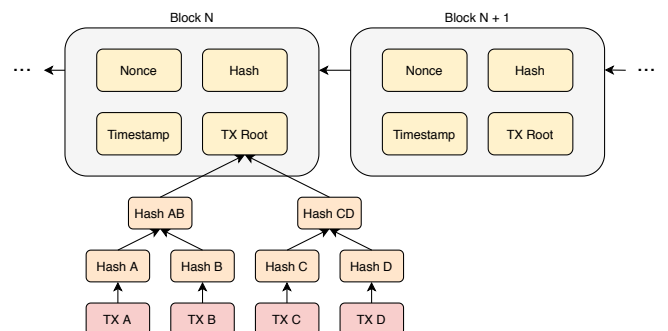 Block N
Block N + 1
...
Nonce
Hash
Nonce
Hash
...
Timestamp
TX Root
Timestamp
TX Root
Hash AB
Hash CD
Hash A
Hash B
Hash C
Hash D
TX A
TX B
TX C
TX D